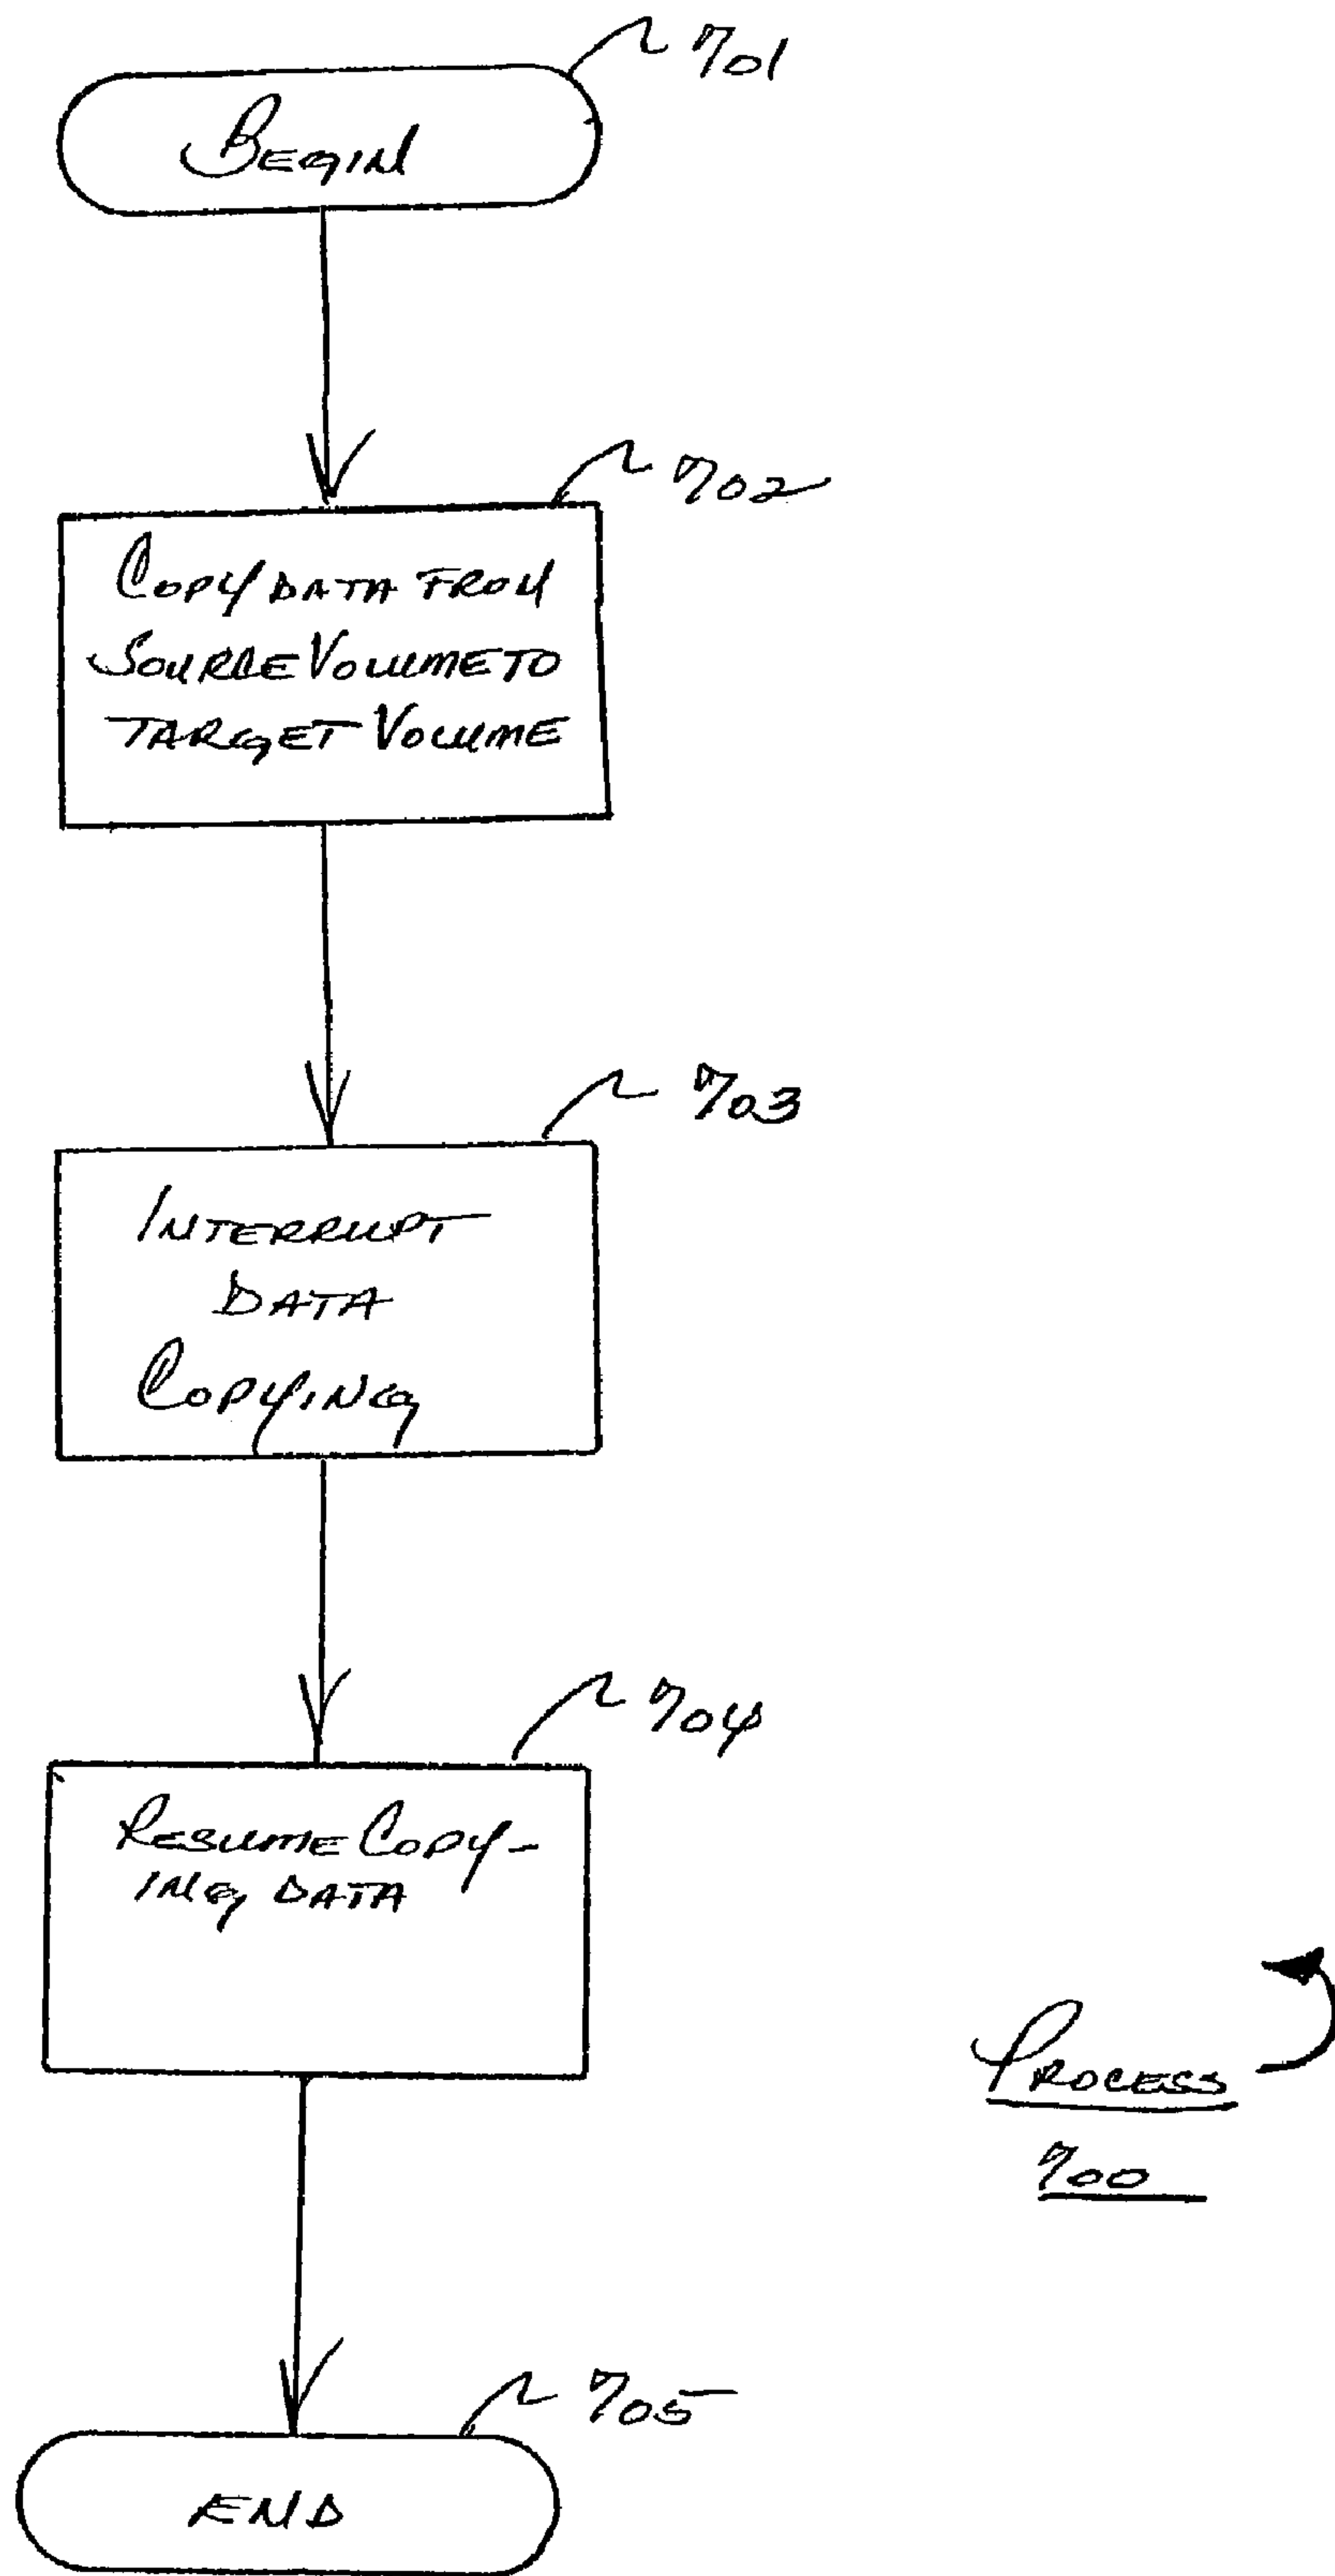 701
BEGIN
702
COPY DATA FROM
SOURCE VOLUME TO
TARGET VOLUME
703
INTERRUPT
DATA
COPYING
704
RESUME COPY-
ING DATA
PROCESS
700
705
END